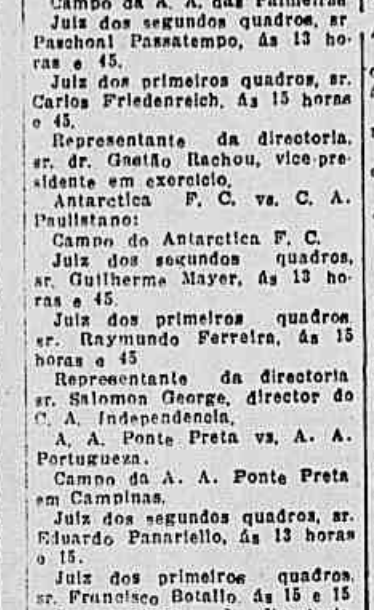 Campo da A. A. das Palmeiras
Juiz dos segundos quadros, sr
Paschoal Passatempo, ás 13 ho-
ras e 45.
Juiz dos primeiros quadros, sr.
Carlos Friedenreich, ás 15 horas
e 45.
Representante da directoria,
sr. dr. Gastão Rachou, vice-pre-
sidente em exercicio.
Antarctica F. C. vs. C. A.
Paulistano:
Campo do Antarctica F. C.
Juiz dos segundos quadros,
sr. Guilherme Mayer, ás 13 ho-
ras e 45.
Juiz dos primeiros quadros
sr. Raymundo Ferreira, ás 15
horas e 45
Representante da directoria
sr. Salomon George, director do
C. A. Independencia,
A. A. Ponte Preta vs. A. A.
Portugueza.
Campo da A. A. Ponte Preta
em Campinas.
Juiz dos segundos quadros, sr.
Eduardo Panariello, ás 13 horas
e 15.
Juiz dos primeiros quadros,
sr. Francisco Botallo, ás 15 e 15